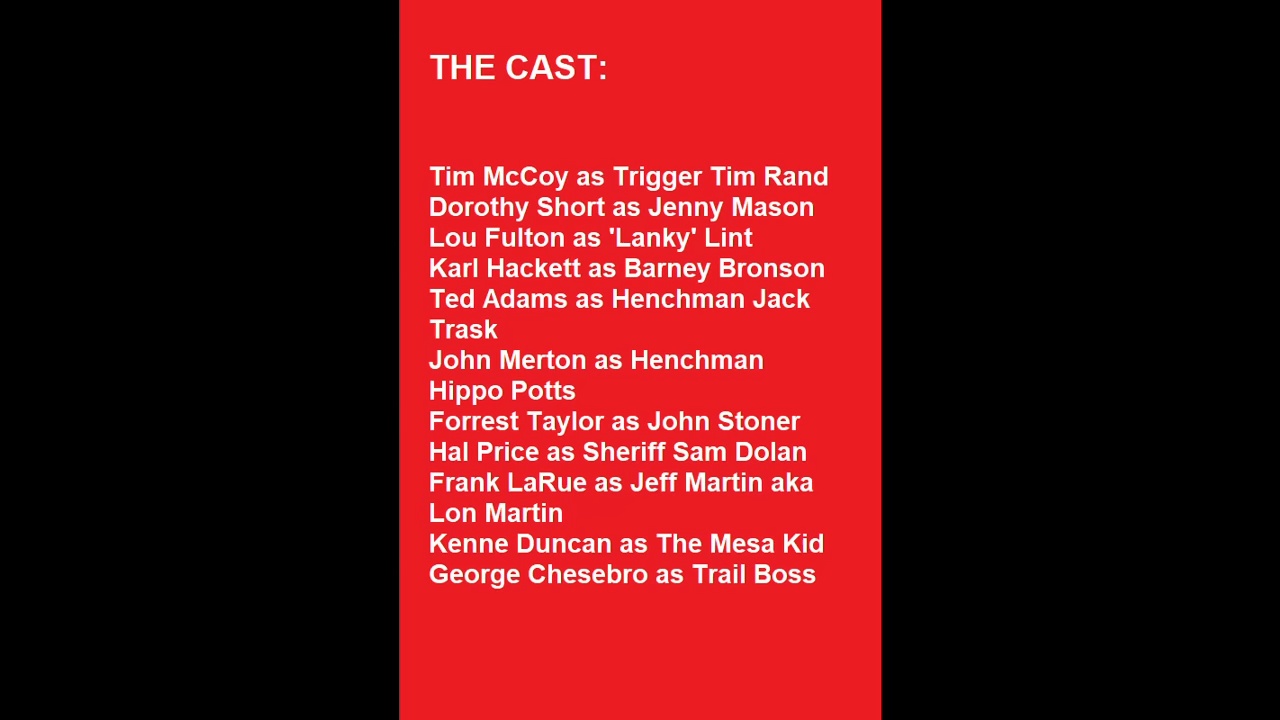 THE CAST:
Tim McCoy as Trigger Tim Rand
Dorothy Short as Jenny Mason
Lou Fulton as 'Lanky' Lint
Karl Hackett as Barney Bronson
Ted Adams as Henchman Jack
Trask
John Merton as Henchman
Hippo Potts
Forrest Taylor as John Stoner
Hal Price as Sheriff Sam Dolan
Frank LaRue as Jeff Martin aka
Lon Martin
Kenne Duncan as The Mesa Kid
George Chesebro as Trail Boss